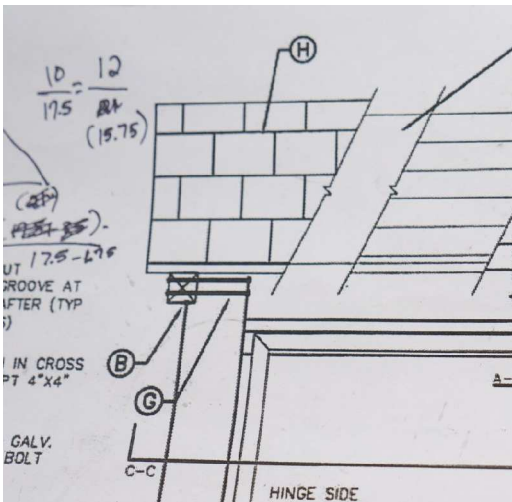 10 = 12
17.5
(15.75)
H
17.5 - 1.75
UT
GROOVE AT
AFTER (TYP
S)
B
IN CROSS
PT 4"X4"
G
A-
GALV.
BOLT
C-C
HINGE SIDE